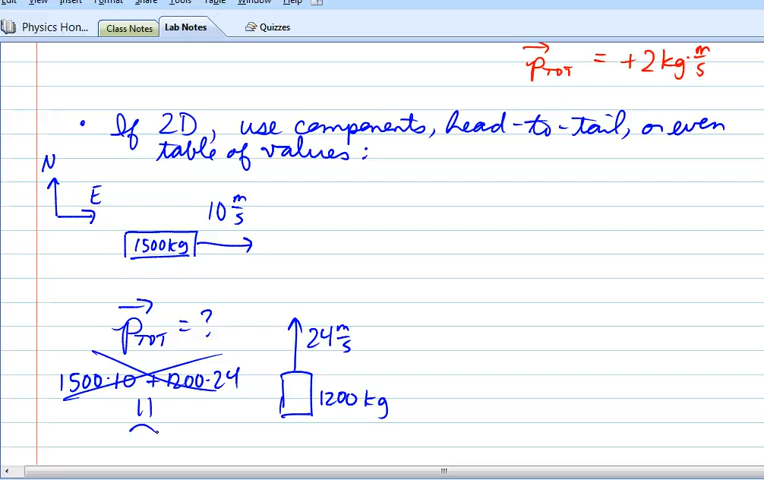 Edit View Insert Format Tools Table Window Help
Physics Hon... Class Notes Lab Notes Quizzes
→
p_TOT = +2 kg·m/s
• If 2D, use components, head-to-tail, or even
table of values:
N
E
10 m/s
1500kg
→
p_TOT = ?
24 m/s
1500·10 + 1200·24
1200 kg